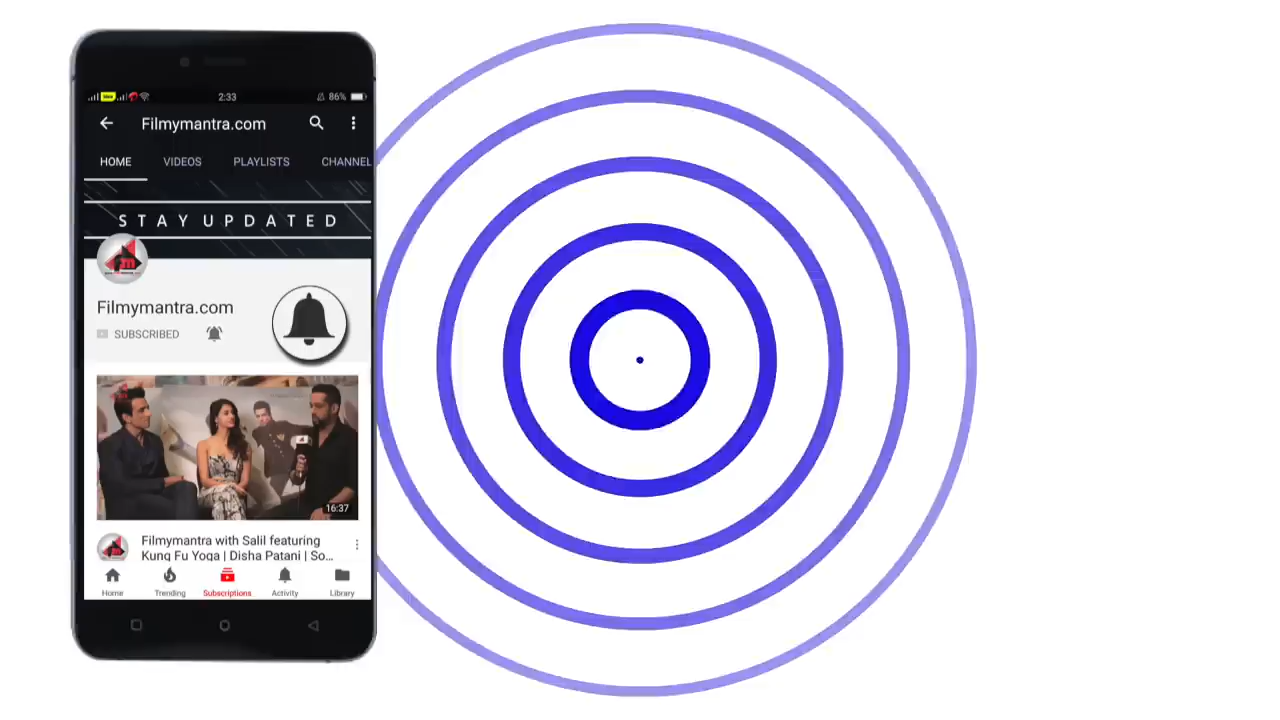 2:33
86%
Filmymantra.com
HOME VIDEOS PLAYLISTS CHANNEL
STAY UPDATED
Filmymantra.com
SUBSCRIBED
16:37
Filmymantra with Salil featuring
Kung Fu Yoga | Disha Patani | So...
Home Trending Subscriptions Activity Library